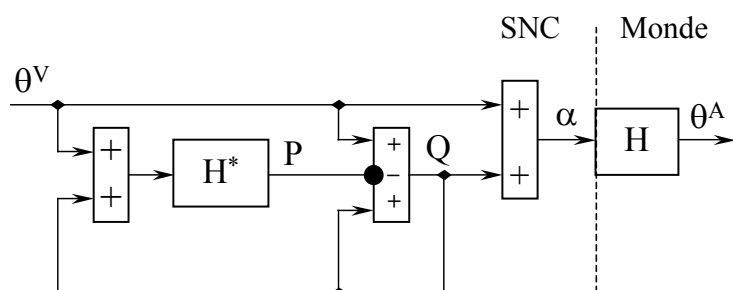 SNC Monde
θV
+
+
H*
P
+
−
+
Q
+
+
α
H
θA